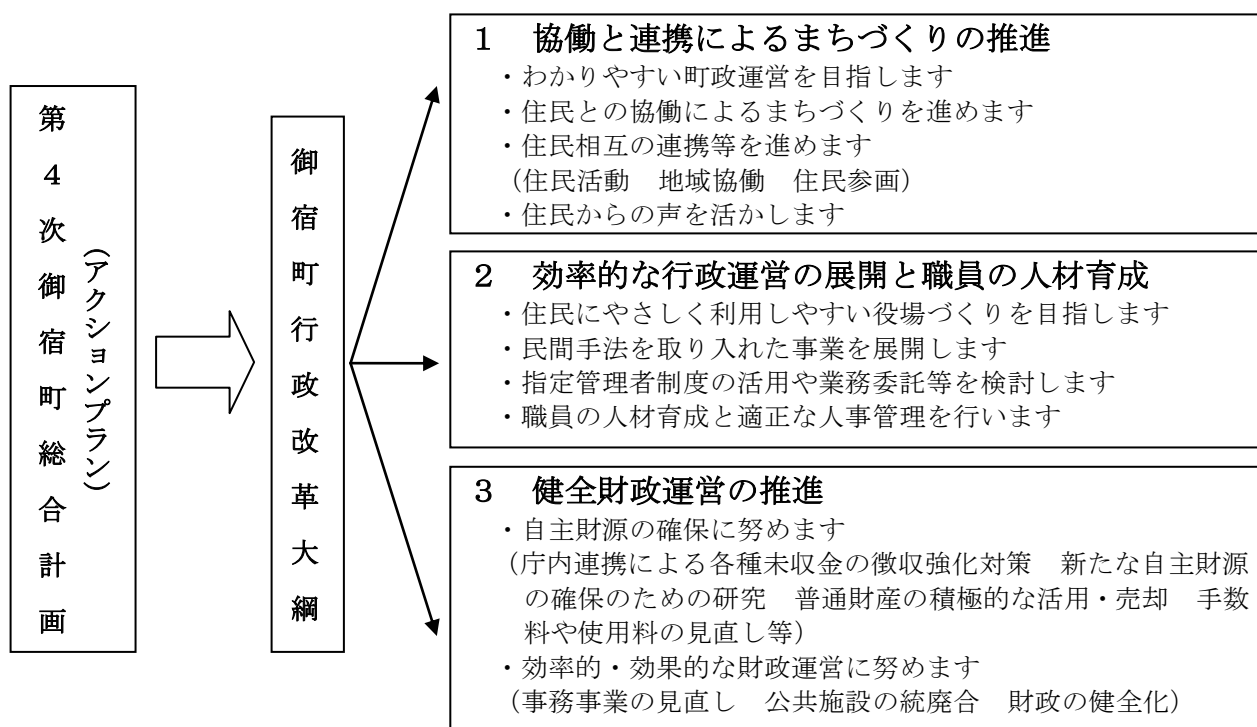 第4次御宿町総合計画
(アクションプラン)
御宿町行政改革大綱
1 協働と連携によるまちづくりの推進
・わかりやすい町政運営を目指します
・住民との協働によるまちづくりを進めます
・住民相互の連携等を進めます
(住民活動 地域協働 住民参画)
・住民からの声を活かします
2 効率的な行政運営の展開と職員の人材育成
・住民にやさしく利用しやすい役場づくりを目指します
・民間手法を取り入れた事業を展開します
・指定管理者制度の活用や業務委託等を検討します
・職員の人材育成と適正な人事管理を行います
3 健全財政運営の推進
・自主財源の確保に努めます
(庁内連携による各種未収金の徴収強化対策 新たな自主財源
の確保のための研究 普通財産の積極的な活用・売却 手数
料や使用料の見直し等)
・効率的・効果的な財政運営に努めます
(事務事業の見直し 公共施設の統廃合 財政の健全化)